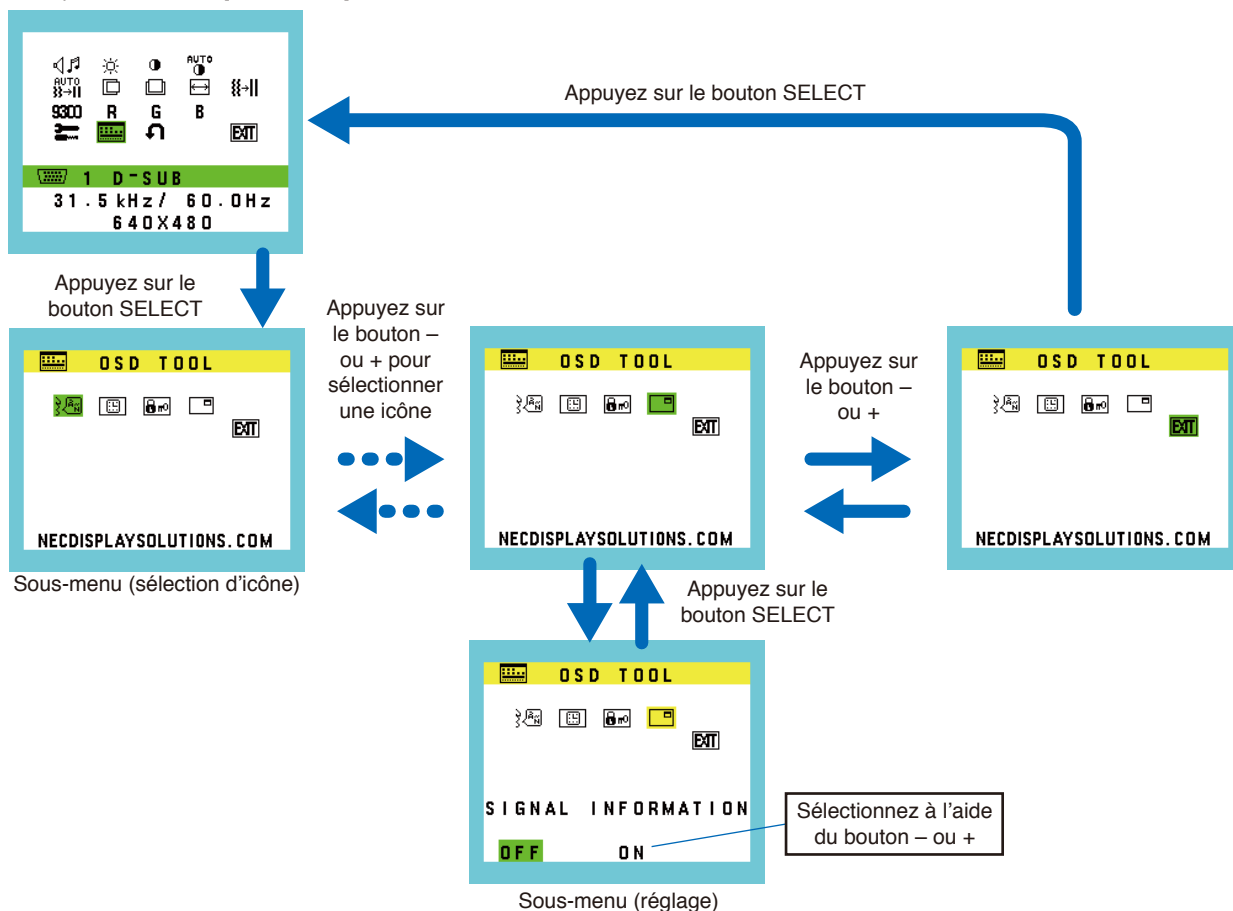 AUTO
AUTO
9300 R G B
EXIT
1 D-SUB
31.5 kHz/ 60.0Hz
640X480
Appuyez sur le bouton SELECT
Appuyez sur le
bouton SELECT
OSD TOOL
EXIT
NECDISPLAYSOLUTIONS.COM
Sous-menu (sélection d'icône)
Appuyez sur
le bouton –
ou + pour
sélectionner
une icône
OSD TOOL
EXIT
NECDISPLAYSOLUTIONS.COM
Appuyez sur
le bouton –
ou +
OSD TOOL
EXIT
NECDISPLAYSOLUTIONS.COM
Appuyez sur le
bouton SELECT
OSD TOOL
EXIT
SIGNAL INFORMATION
OFF ON
Sélectionnez à l'aide
du bouton – ou +
Sous-menu (réglage)